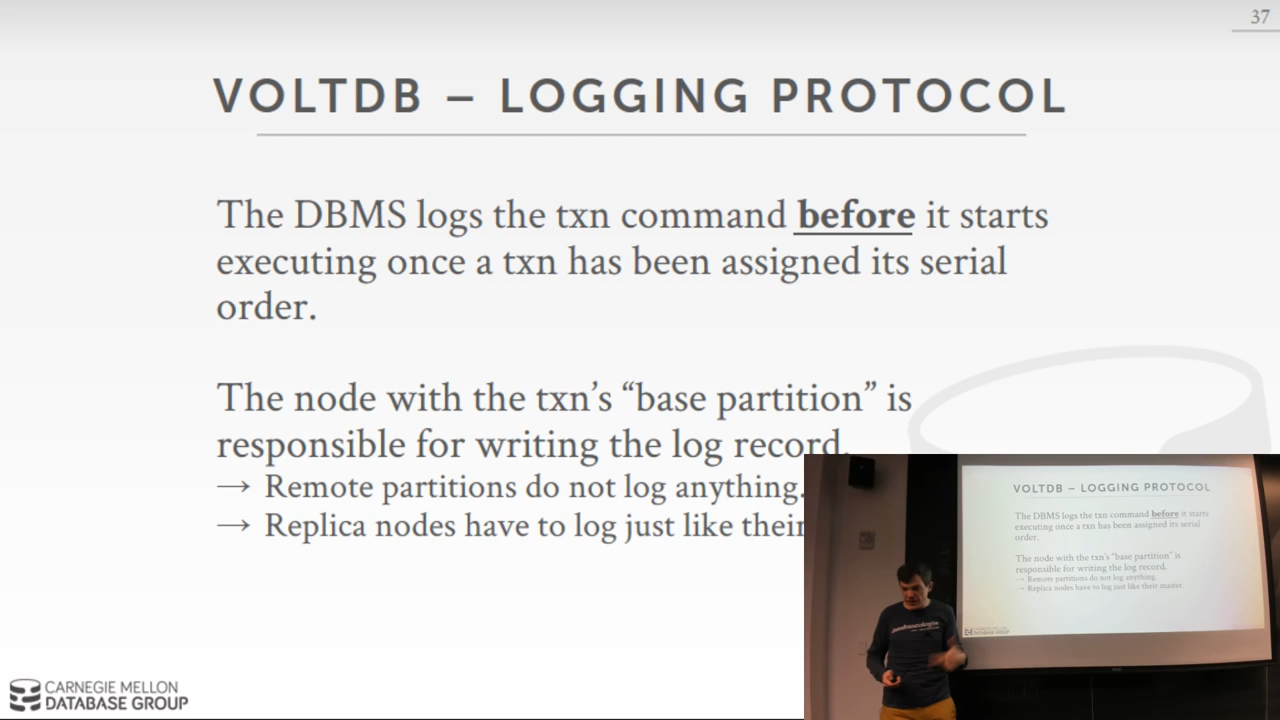 37
VOLTDB – LOGGING PROTOCOL
The DBMS logs the txn command before it starts
executing once a txn has been assigned its serial
order.
The node with the txn’s “base partition” is
responsible for writing the log record.
→ Remote partitions do not log anything.
→ Replica nodes have to log just like their
CARNEGIE MELLON
DATABASE GROUP
VOLTDB – LOGGING PROTOCOL
The DBMS logs the txn command before it starts
executing once a txn has been assigned its serial
order.
The node with the txn's "base partition" is
responsible for writing the log record.
→ Remote partitions do not log anything.
→ Replica nodes have to log just like their master.
CARNEGIE MELLON
DATABASE GROUP